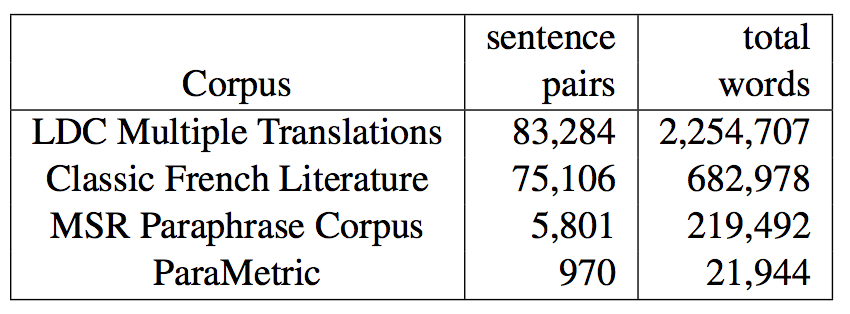 sentence total
Corpus pairs words
LDC Multiple Translations 83,284 2,254,707
Classic French Literature 75,106 682,978
MSR Paraphrase Corpus 5,801 219,492
ParaMetric 970 21,944